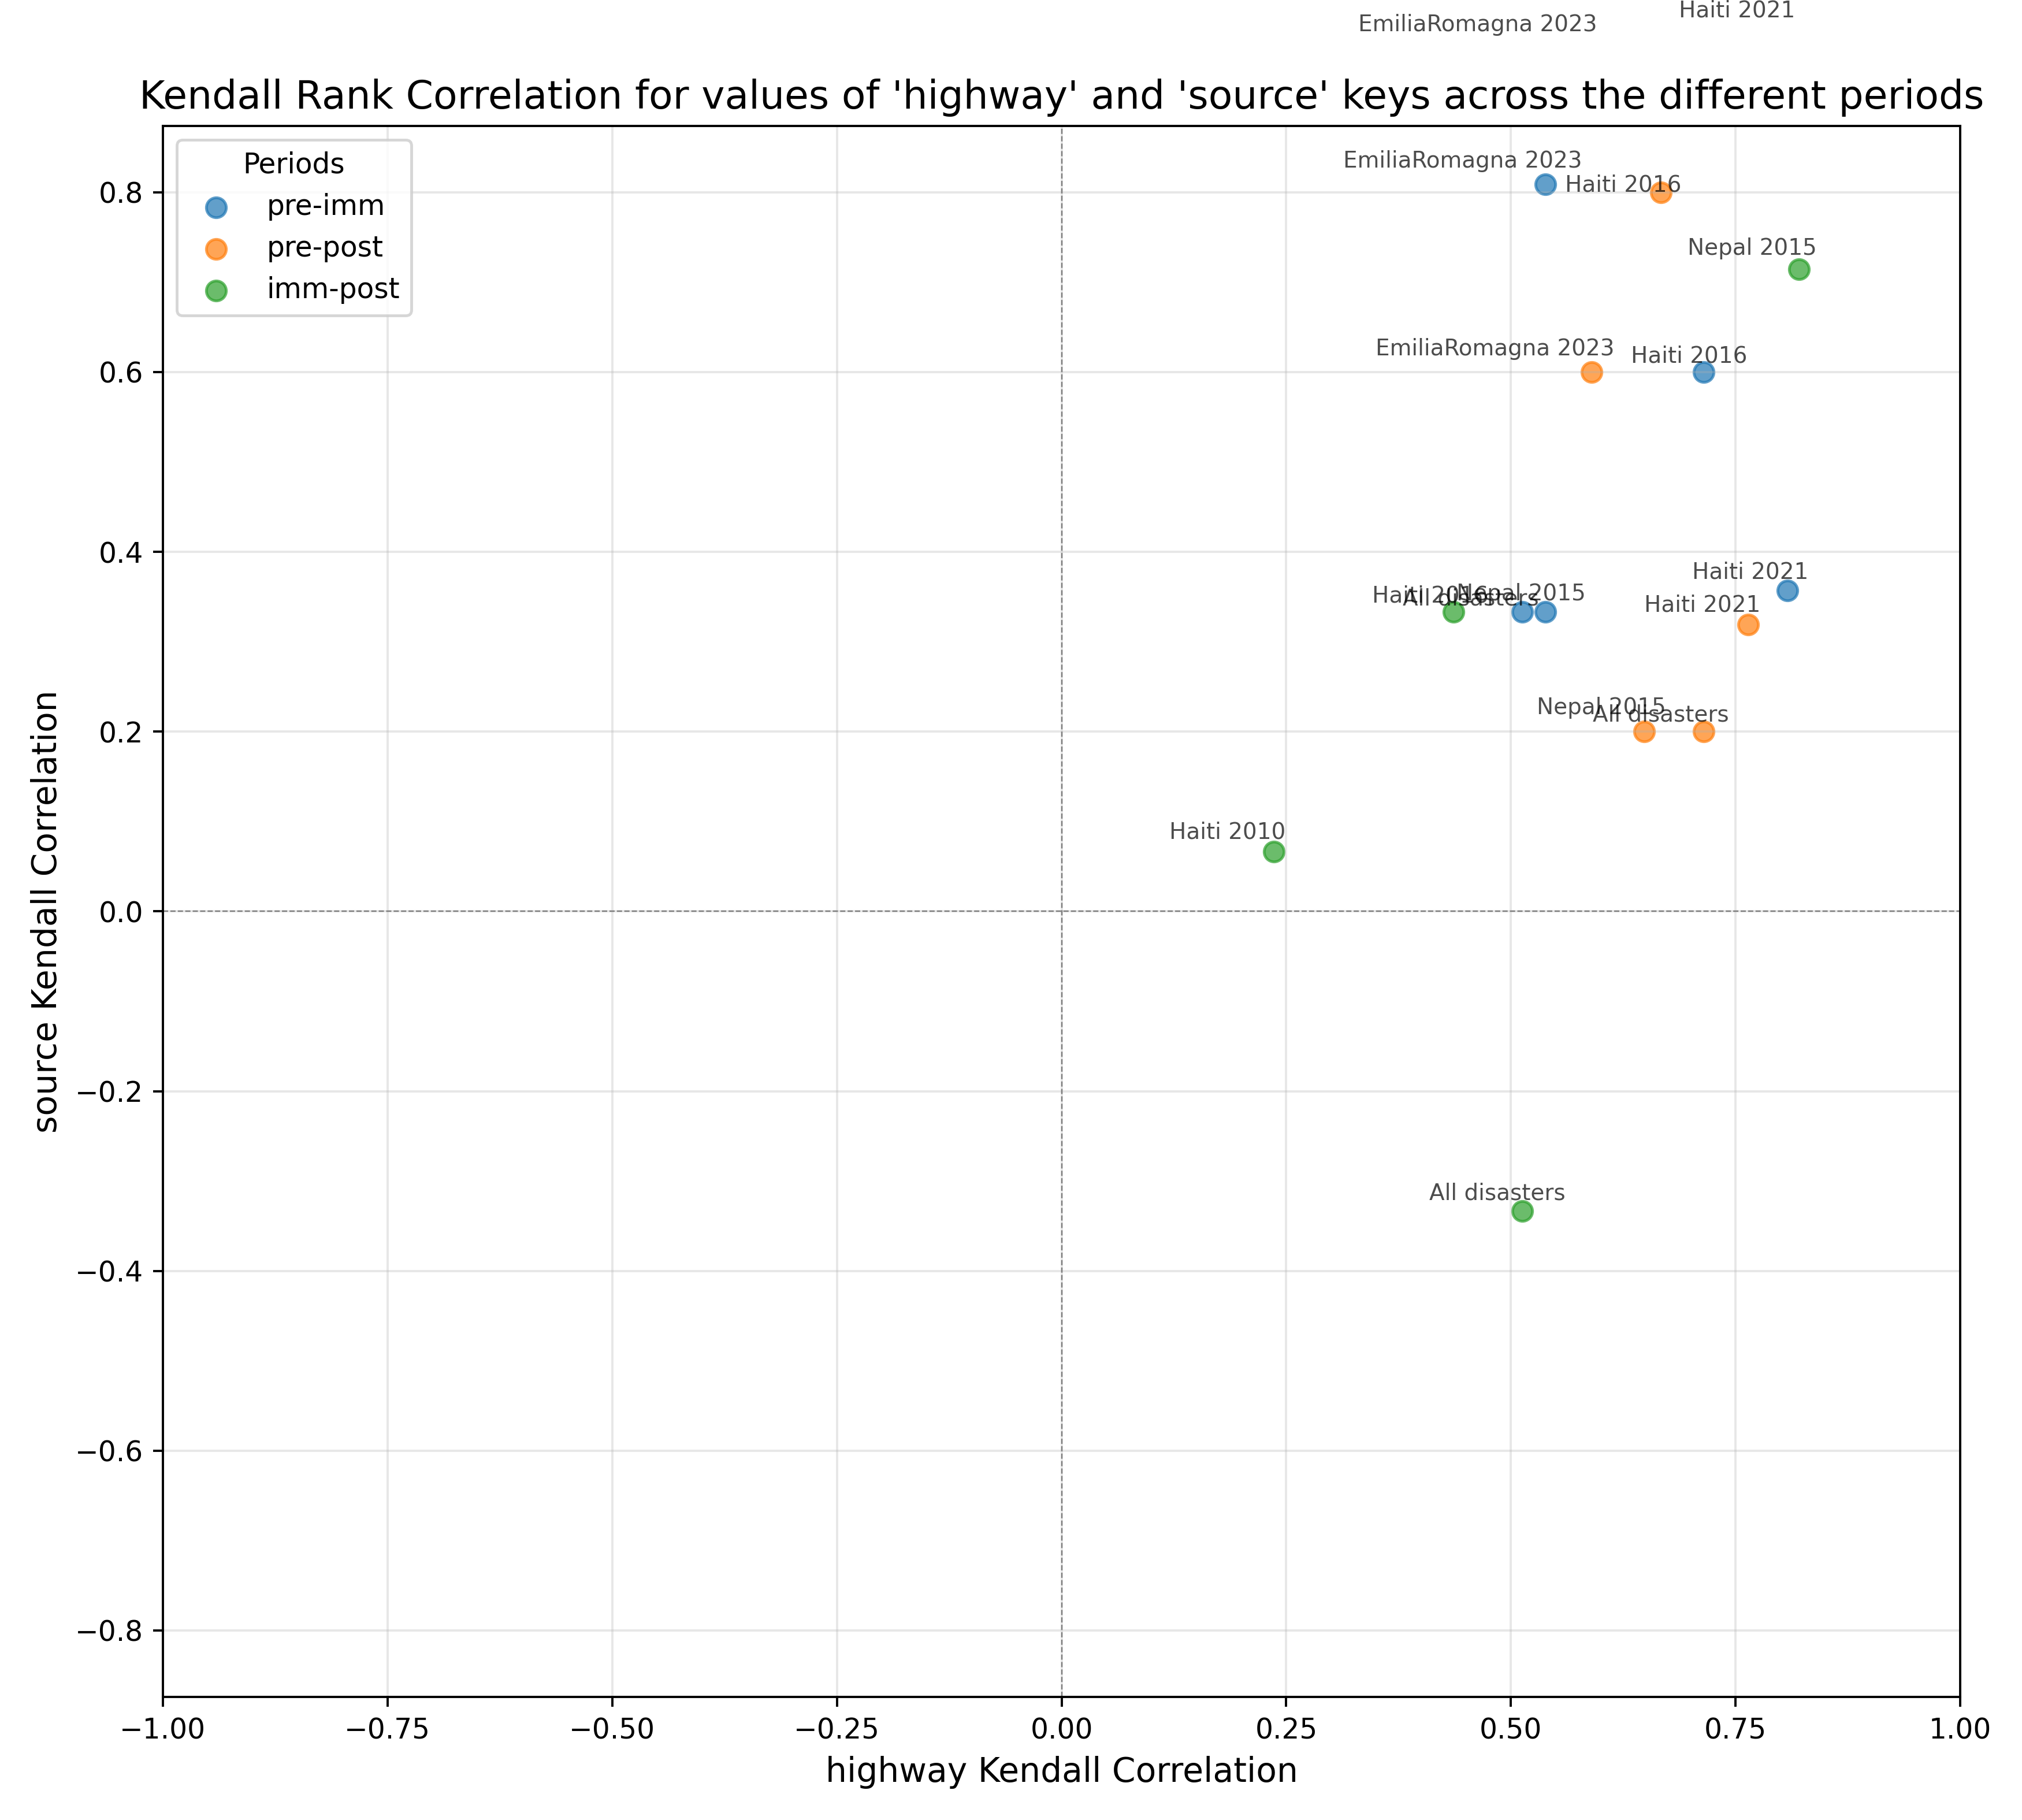 Haiti 2021
EmiliaRomagna 2023
Kendall Rank Correlation for values of 'highway' and 'source' keys across the different periods
Periods
pre-imm
pre-post
imm-post
EmiliaRomagna 2023
Haiti 2016
Nepal 2015
EmiliaRomagna 2023
Haiti 2016
Haiti 2021
Haiti 2016
All disasters
Nepal 2015
Haiti 2021
Nepal 2015
All disasters
Haiti 2010
All disasters
0.8
0.6
0.4
0.2
0.0
−0.2
−0.4
−0.6
−0.8
source Kendall Correlation
−1.00
−0.75
−0.50
−0.25
0.00
0.25
0.50
0.75
1.00
highway Kendall Correlation